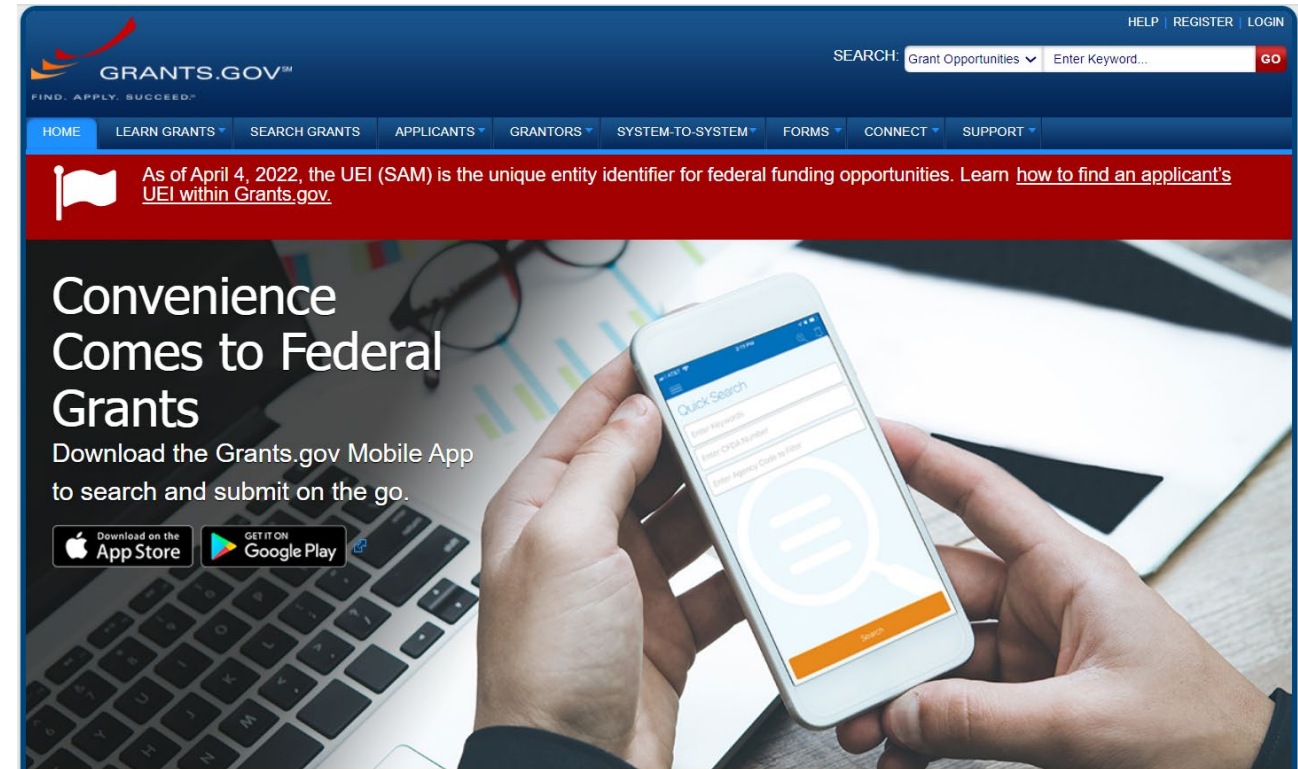 HELP | REGISTER | LOGIN
SEARCH: Grant Opportunities Enter Keyword... GO
GRANTS.GOV℠
FIND. APPLY. SUCCEED.℠
HOME LEARN GRANTS SEARCH GRANTS APPLICANTS GRANTORS SYSTEM-TO-SYSTEM FORMS CONNECT SUPPORT
As of April 4, 2022, the UEI (SAM) is the unique entity identifier for federal funding opportunities. Learn how to find an applicant's
UEI within Grants.gov.
Convenience
Comes to Federal
Grants
Download the Grants.gov Mobile App
to search and submit on the go.
Download on the
App Store
GET IT ON
Google Play
AT&T 3:15 PM
Quick Search
Enter Keywords
Enter CFDA Number
Enter Agency Code to Filter
Search